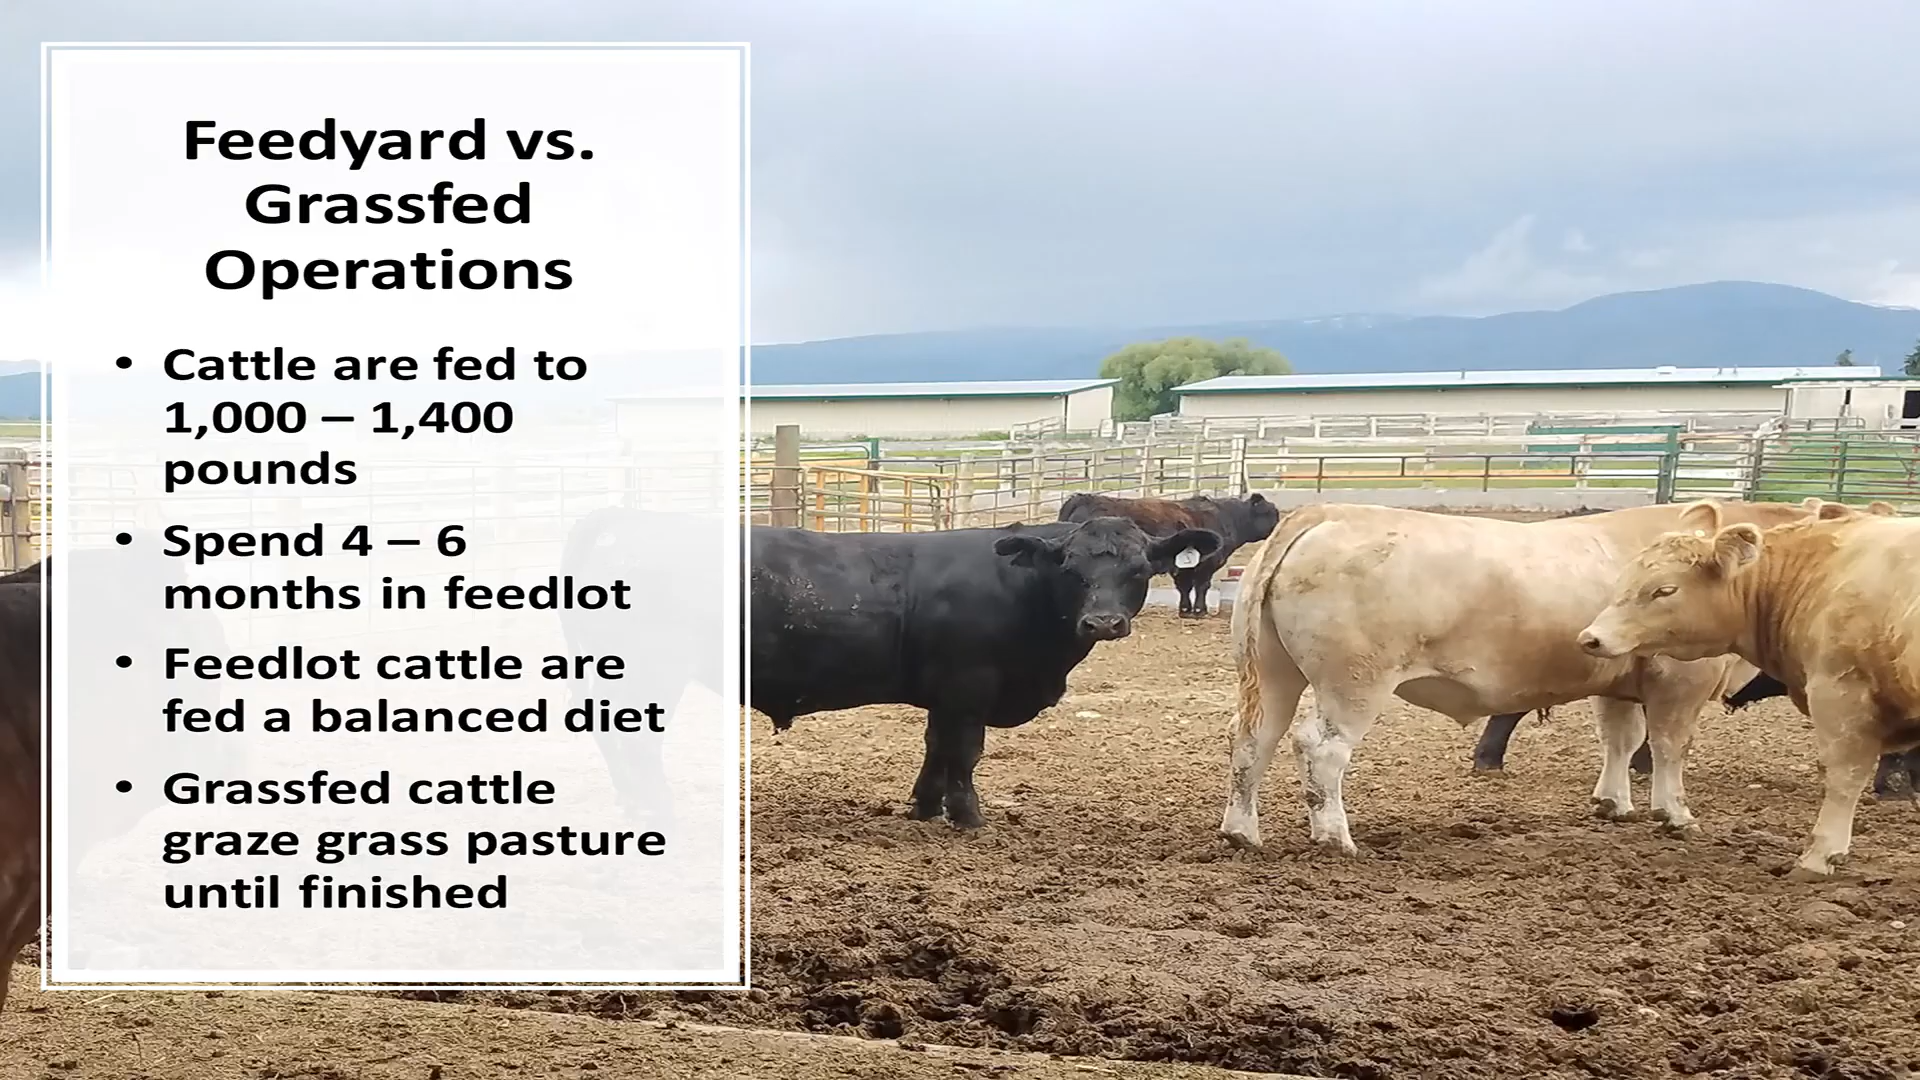 Feedyard vs.
Grassfed
Operations
• Cattle are fed to
1,000 – 1,400
pounds
• Spend 4 – 6
months in feedlot
• Feedlot cattle are
fed a balanced diet
• Grassfed cattle
graze grass pasture
until finished